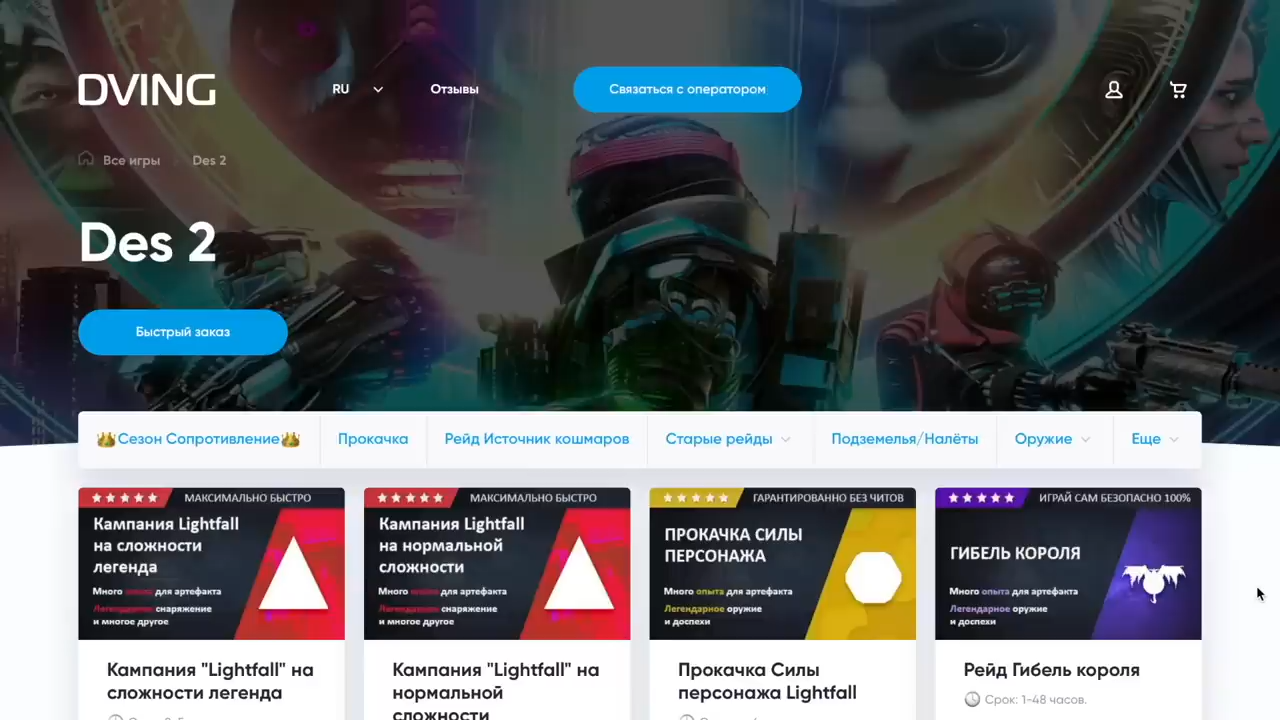 DVING
RU
Отзывы
Связаться с оператором
Все игры
Des 2
Des 2
Быстрый заказ
👑Сезон Сопротивление👑
Прокачка
Рейд Источник кошмаров
Старые рейды
Подземелья/Налёты
Оружие
Еще
МАКСИМАЛЬНО БЫСТРО
Кампания Lightfall
на сложности
легенда
Много опыта для артефакта
Легендарное снаряжение
и многое другое
Кампания "Lightfall" на
сложности легенда
МАКСИМАЛЬНО БЫСТРО
Кампания Lightfall
на нормальной
сложности
Много опыта для артефакта
Легендарное снаряжение
и многое другое
Кампания "Lightfall" на
нормальной
сложности
ГАРАНТИРОВАННО БЕЗ ЧИТОВ
ПРОКАЧКА СИЛЫ
ПЕРСОНАЖА
Много опыта для артефакта
Легендарное оружие
и доспехи
Прокачка Силы
персонажа Lightfall
ИГРАЙ САМ БЕЗОПАСНО 100%
ГИБЕЛЬ КОРОЛЯ
Много опыта для артефакта
Легендарное оружие
и доспехи
Рейд Гибель короля
Срок: 1-48 часов.